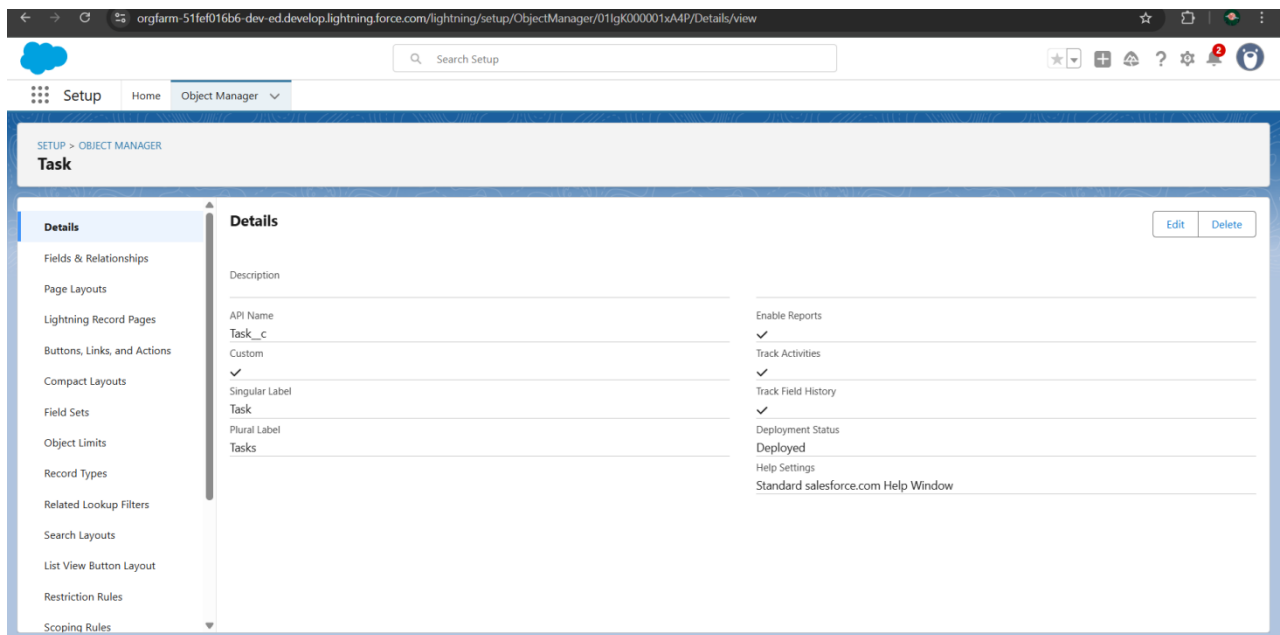 orgfarm-51fef016b6-dev-ed.develop.lightning.force.com/lightning/setup/ObjectManager/01IgK000001xA4P/Details/view
Search Setup
2
Setup
Home
Object Manager
SETUP > OBJECT MANAGER
Task
Details
Fields & Relationships
Page Layouts
Lightning Record Pages
Buttons, Links, and Actions
Compact Layouts
Field Sets
Object Limits
Record Types
Related Lookup Filters
Search Layouts
List View Button Layout
Restriction Rules
Scoping Rules
Details
Edit
Delete
Description
API Name
Task__c
Custom
Singular Label
Task
Plural Label
Tasks
Enable Reports
Track Activities
Track Field History
Deployment Status
Deployed
Help Settings
Standard salesforce.com Help Window